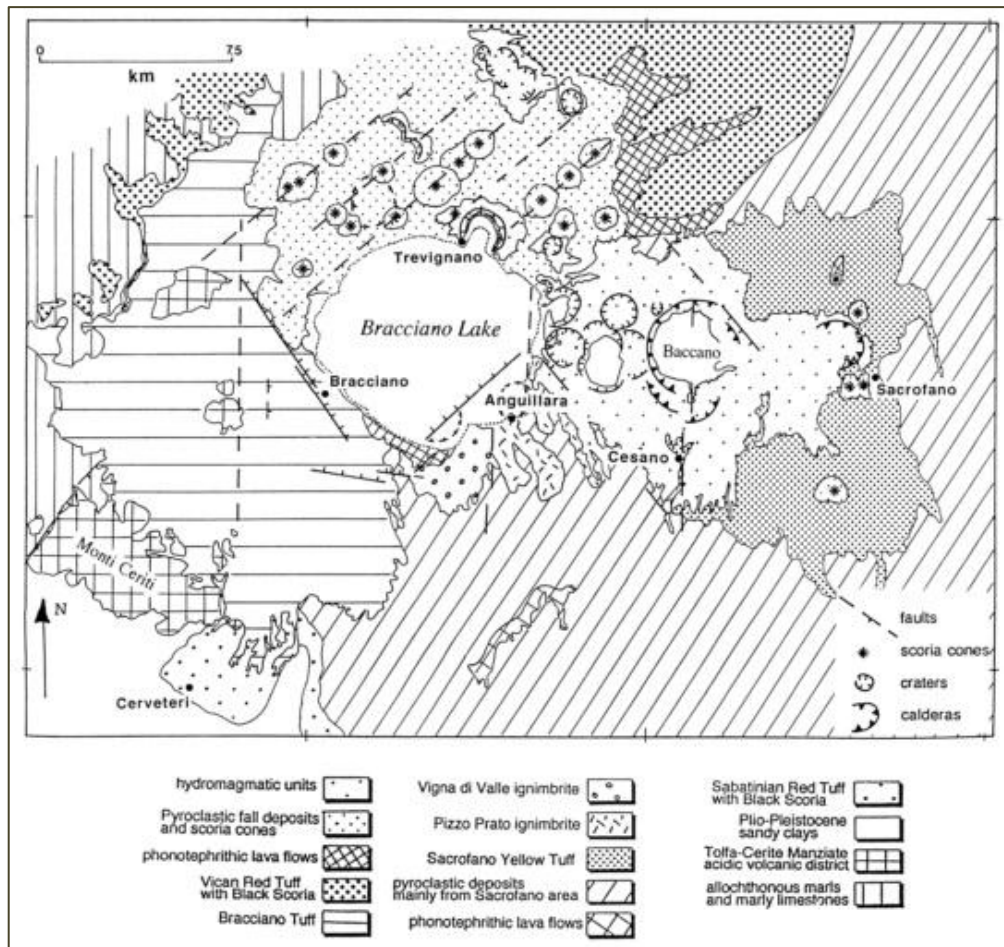 0
7.5
km
Trevignano
Bracciano Lake
Baccano
Bracciano
Anguillara
Sacrofano
Cesano
Monti Ceriti
N
Cerveteri
faults
scoria cones
craters
calderas
hydromagmatic units
Pyroclastic fall deposits
and scoria cones
phonotephrithic lava flows
Vican Red Tuff
with Black Scoria
Bracciano Tuff
Vigna di Valle ignimbrite
Pizzo Prato ignimbrite
Sacrofano Yellow Tuff
pyroclastic deposits
mainly from Sacrofano area
phonotephrithic lava flows
Sabatinian Red Tuff
with Black Scoria
Plio-Pleistocene
sandy clays
Tolfa-Cerite Manziate
acidic volcanic district
allochthonous marls
and marly limestones